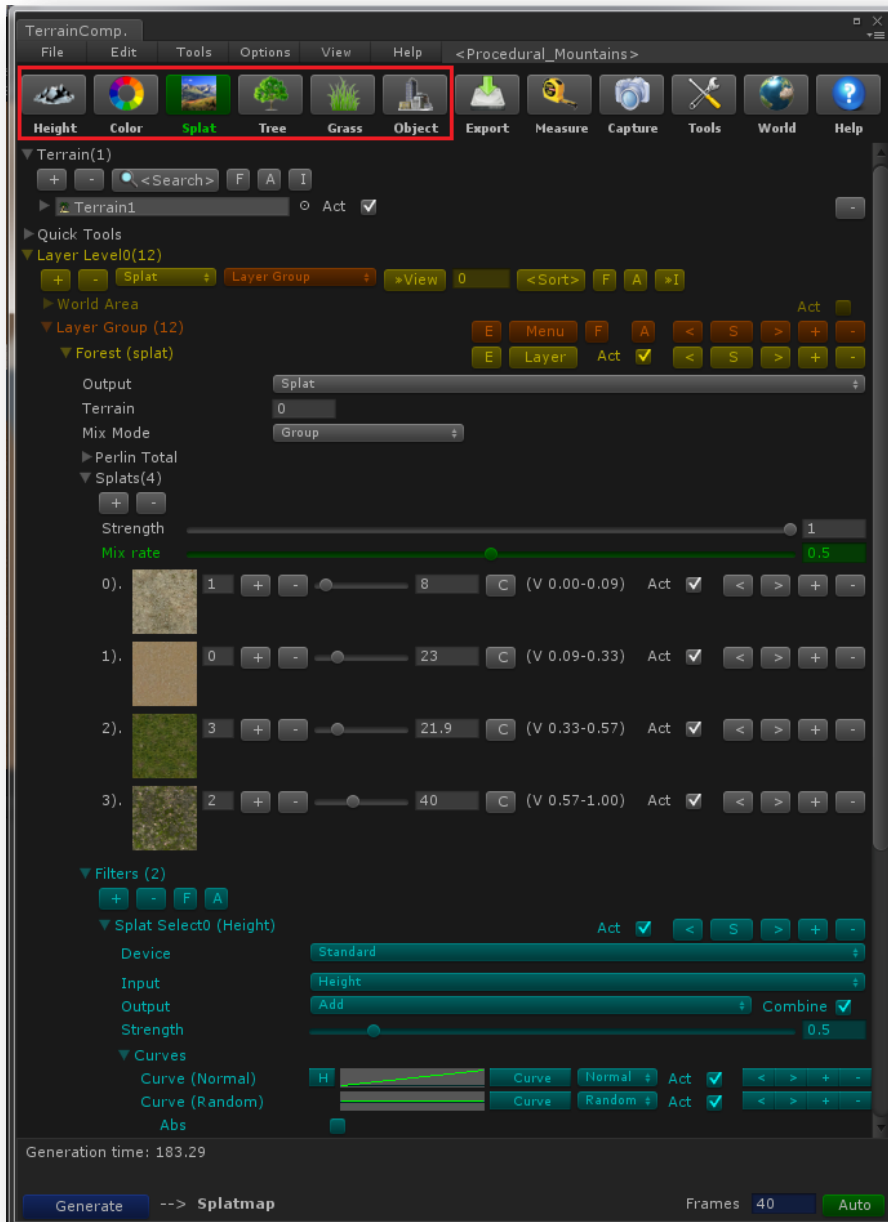 TerrainComp.
File Edit Tools Options View Help <Procedural_Mountains>
Height Color Splat Tree Grass Object Export Measure Capture Tools World Help
Terrain(1)
+ - <Search> F A I
Terrain1 Act -
Quick Tools
Layer Level0(12)
+ - Splat Layer Group »View 0 <Sort> F A »I
World Area Act
Layer Group (12) E Menu F A < S > + -
Forest (splat) E Layer Act < S > + -
Output Splat
Terrain 0
Mix Mode Group
Perlin Total
Splats(4)
+ -
Strength 1
Mix rate 0.5
0). 1 + - 8 C (V 0.00-0.09) Act < > + -
1). 0 + - 23 C (V 0.09-0.33) Act < > + -
2). 3 + - 21.9 C (V 0.33-0.57) Act < > + -
3). 2 + - 40 C (V 0.57-1.00) Act < > + -
Filters (2)
+ - F A
Splat Select0 (Height) Act < S > + -
Device Standard
Input Height
Output Add Combine
Strength 0.5
Curves
Curve (Normal) H Curve Normal Act < > + -
Curve (Random) Curve Random Act < > + -
Abs
Generation time: 183.29
Generate --> Splatmap Frames 40 Auto